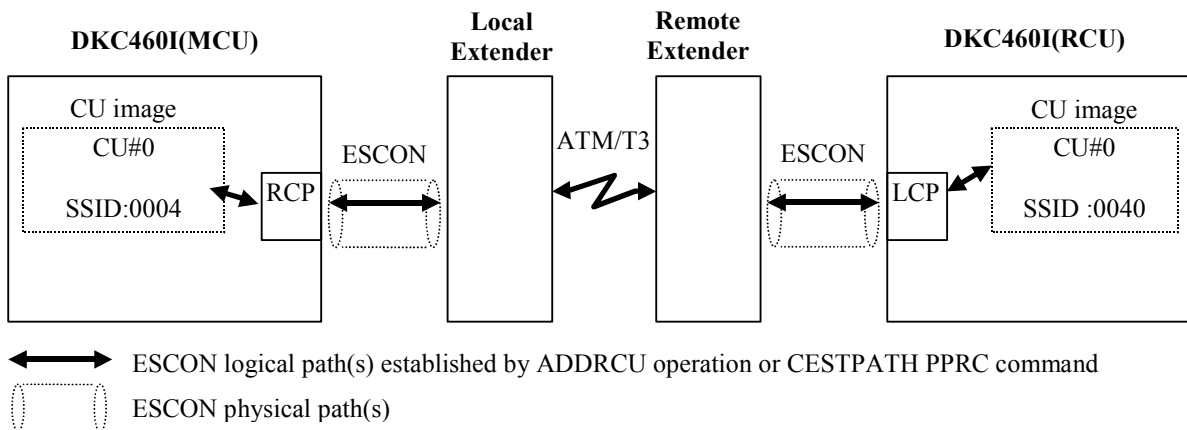 DKC460I(MCU)
Local
Extender
Remote
Extender
DKC460I(RCU)
CU image
CU#0
SSID:0004
RCP
ESCON
ATM/T3
ESCON
LCP
CU image
CU#0
SSID :0040
ESCON logical path(s) established by ADDRCU operation or CESTPATH PPRC command
ESCON physical path(s)